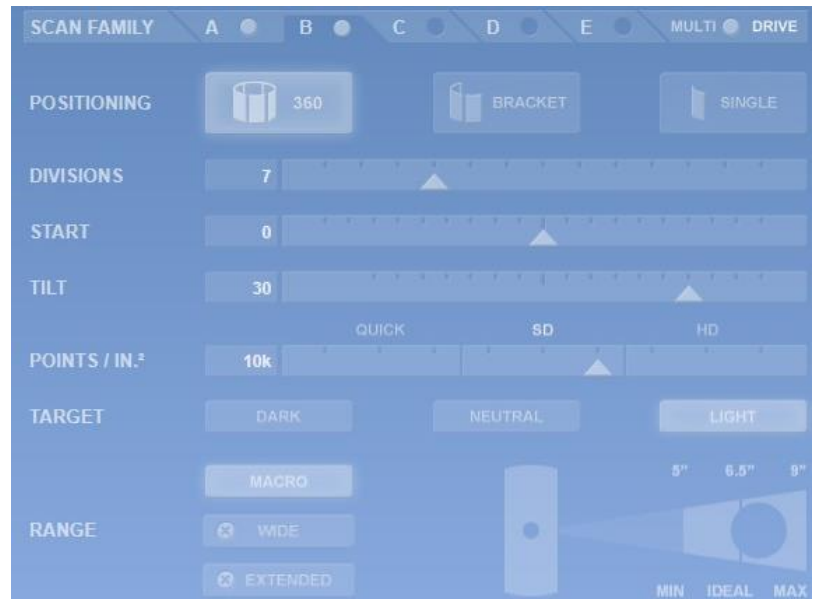 SCAN FAMILY A B C D E MULTI DRIVE
POSITIONING 360 BRACKET SINGLE
DIVISIONS 7
START 0
TILT 30
QUICK SD HD
POINTS / IN.² 10k
TARGET DARK NEUTRAL LIGHT
MACRO
5" 6.5" 9"
RANGE WIDE
EXTENDED
MIN IDEAL MAX